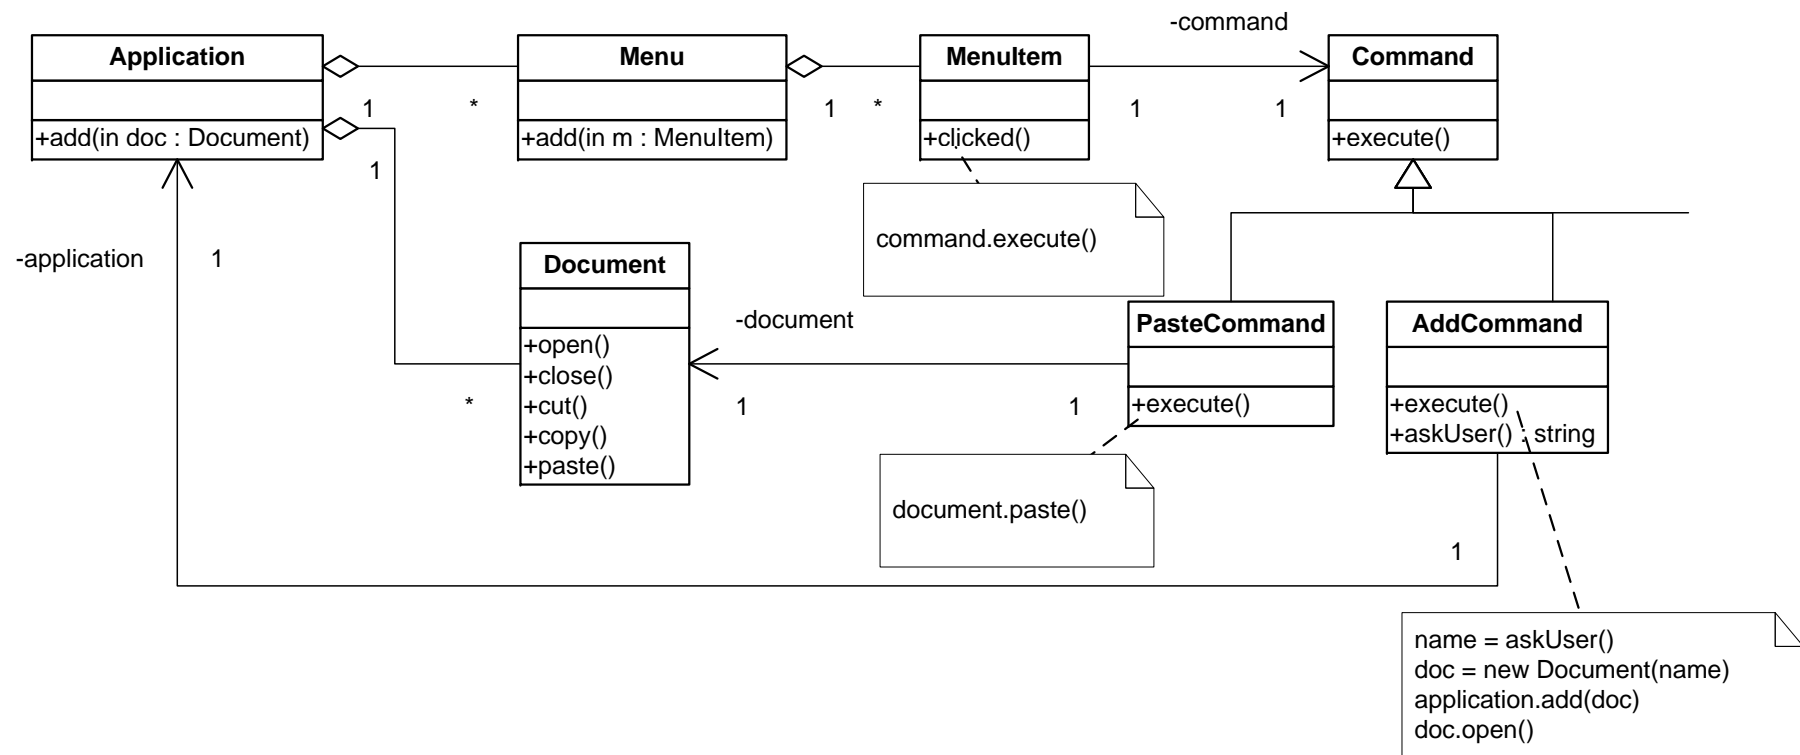 -command
Application
Menu
MenuItem
Command
1
*
1
*
1
1
+add(in doc : Document)
+add(in m : MenuItem)
+clicked()
+execute()
1
command.execute()
-application
1
Document
-document
PasteCommand
AddCommand
+open()
+close()
+cut()
+copy()
+paste()
*
1
1
+execute()
+execute()
+askUser() : string
document.paste()
1
name = askUser()
doc = new Document(name)
application.add(doc)
doc.open()